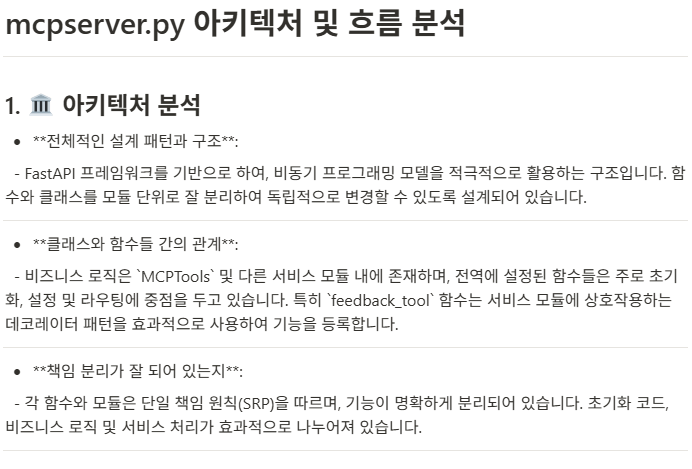 mcpserver.py 아키텍처 및 흐름 분석
1. 🏛️ 아키텍처 분석
• **전체적인 설계 패턴과 구조**:
- FastAPI 프레임워크를 기반으로 하여, 비동기 프로그래밍 모델을 적극적으로 활용하는 구조입니다. 함
수와 클래스를 모듈 단위로 잘 분리하여 독립적으로 변경할 수 있도록 설계되어 있습니다.
• **클래스와 함수들 간의 관계**:
- 비즈니스 로직은 `MCPTools` 및 다른 서비스 모듈 내에 존재하며, 전역에 설정된 함수들은 주로 초기
화, 설정 및 라우팅에 중점을 두고 있습니다. 특히 `feedback_tool` 함수는 서비스 모듈에 상호작용하는
데코레이터 패턴을 효과적으로 사용하여 기능을 등록합니다.
• **책임 분리가 잘 되어 있는지**:
- 각 함수와 모듈은 단일 책임 원칙(SRP)을 따르며, 기능이 명확하게 분리되어 있습니다. 초기화 코드,
비즈니스 로직 및 서비스 처리가 효과적으로 나누어져 있습니다.